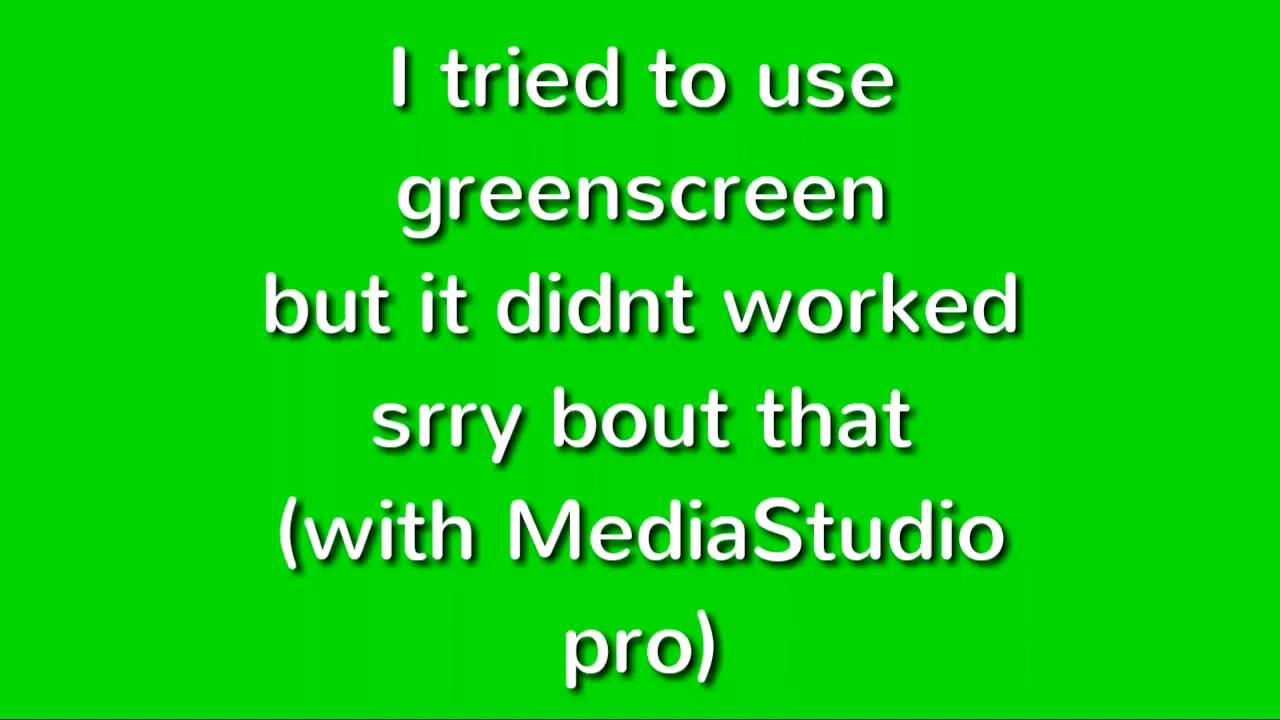 I tried to use
greenscreen
but it didnt worked
srry bout that
(with MediaStudio
pro)